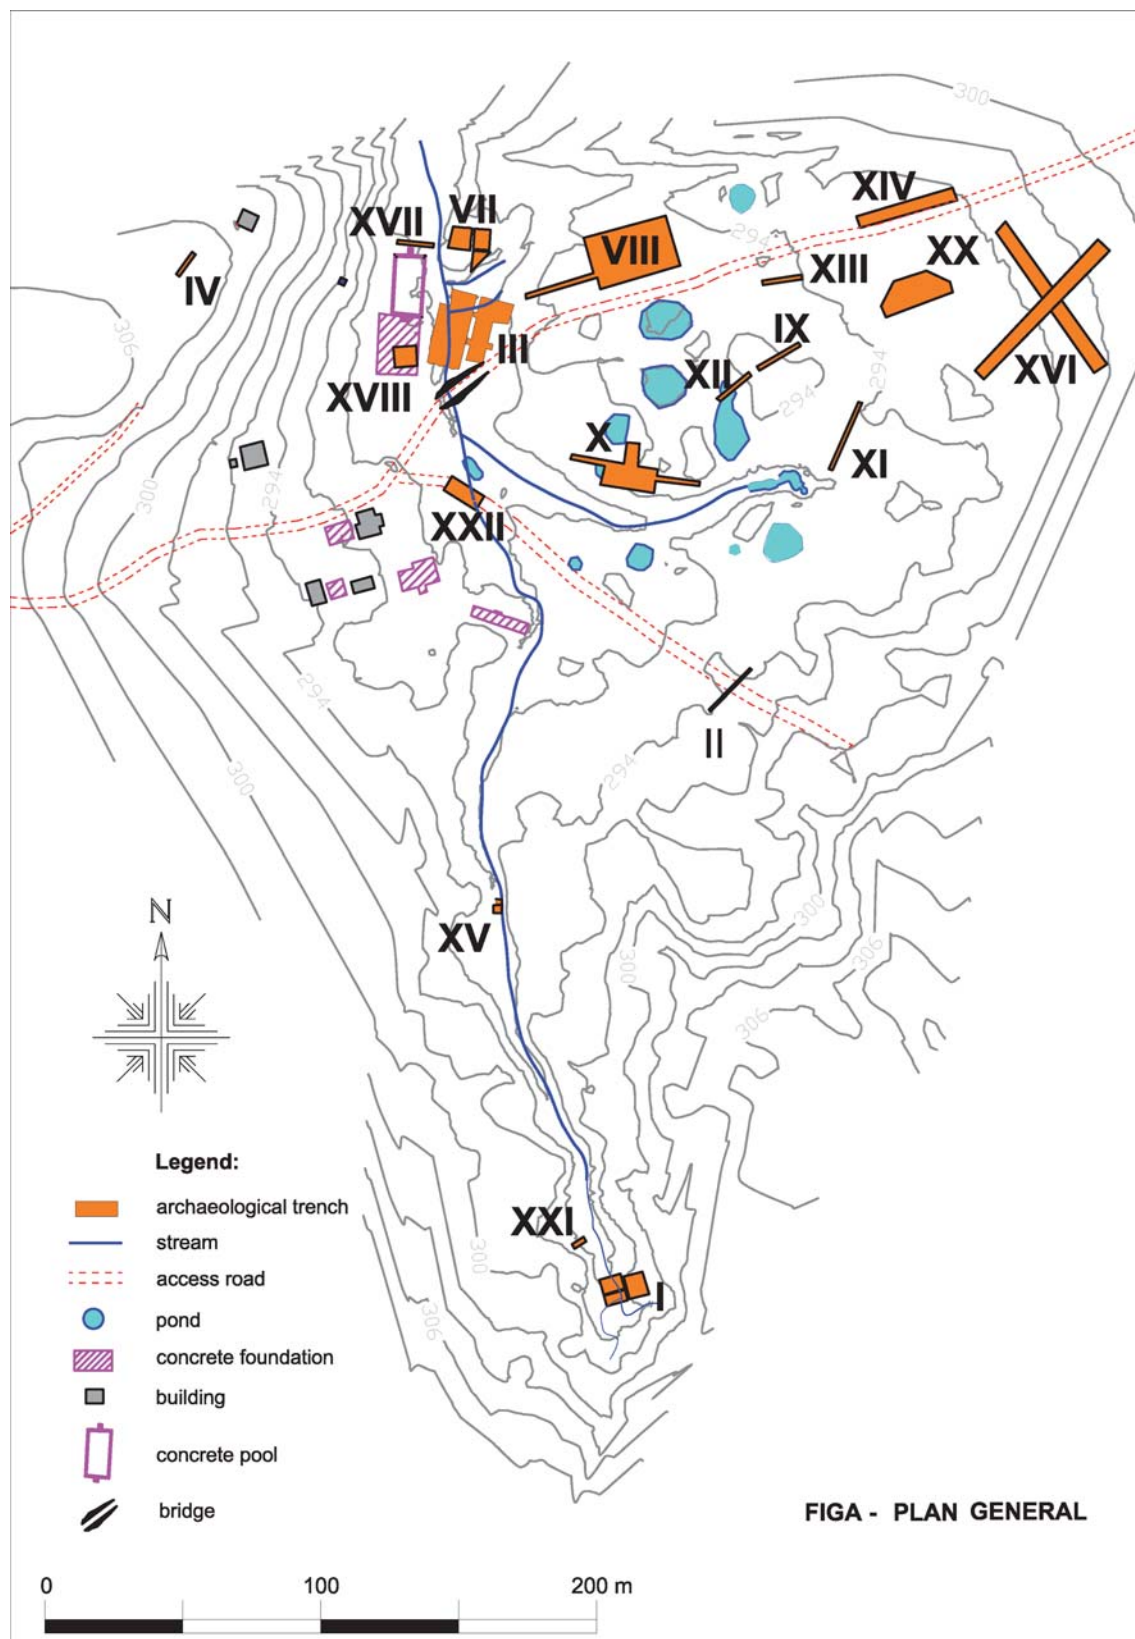 300
XIV
XVII
VII
294
VIII
XX
XIII
IV
306
IX
III
XVI
294
XII
XVIII
294
X
XI
300
294
XXII
294
II
294
300
300
N
XV
306
300
306
Legend:
archaeological trench
XXI
stream
300
access road
I
306
pond
concrete foundation
building
concrete pool
bridge
FIGA - PLAN GENERAL
0 100 200 m